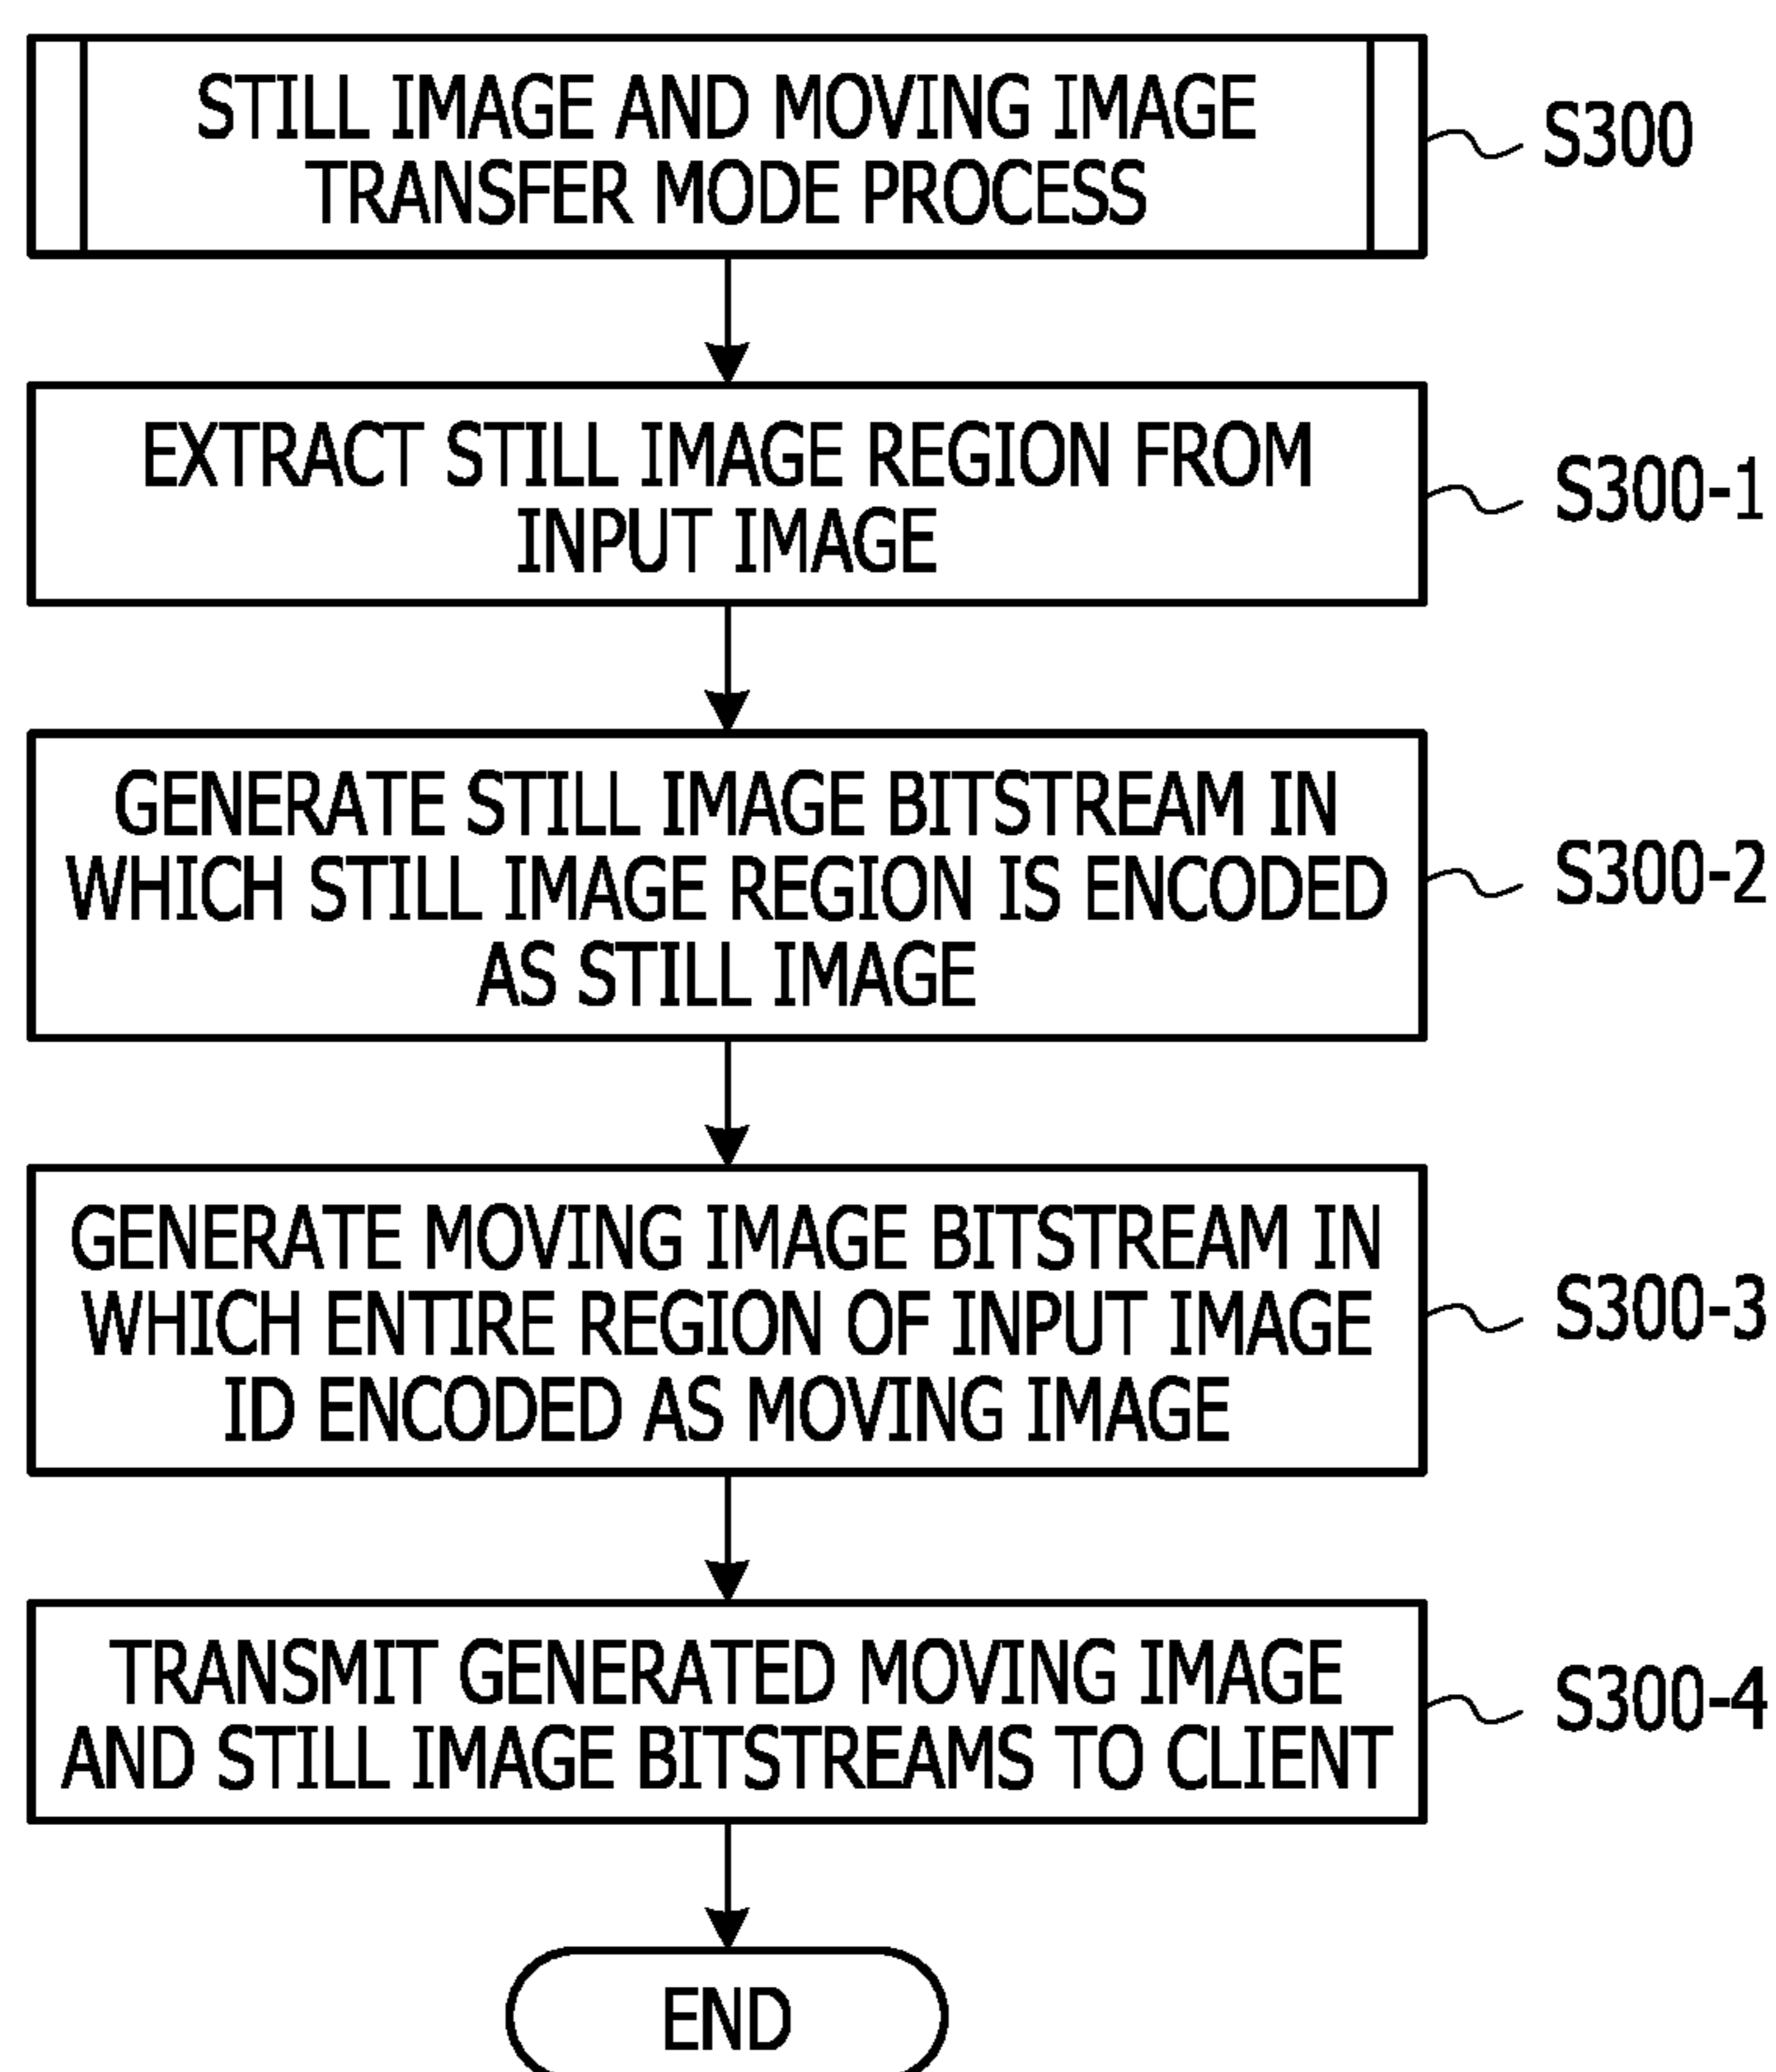 STILL IMAGE AND MOVING IMAGE
TRANSFER MODE PROCESS
S300
EXTRACT STILL IMAGE REGION FROM
INPUT IMAGE
S300-1
GENERATE STILL IMAGE BITSTREAM IN
WHICH STILL IMAGE REGION IS ENCODED
AS STILL IMAGE
S300-2
GENERATE MOVING IMAGE BITSTREAM IN
WHICH ENTIRE REGION OF INPUT IMAGE
ID ENCODED AS MOVING IMAGE
S300-3
TRANSMIT GENERATED MOVING IMAGE
AND STILL IMAGE BITSTREAMS TO CLIENT
S300-4
END